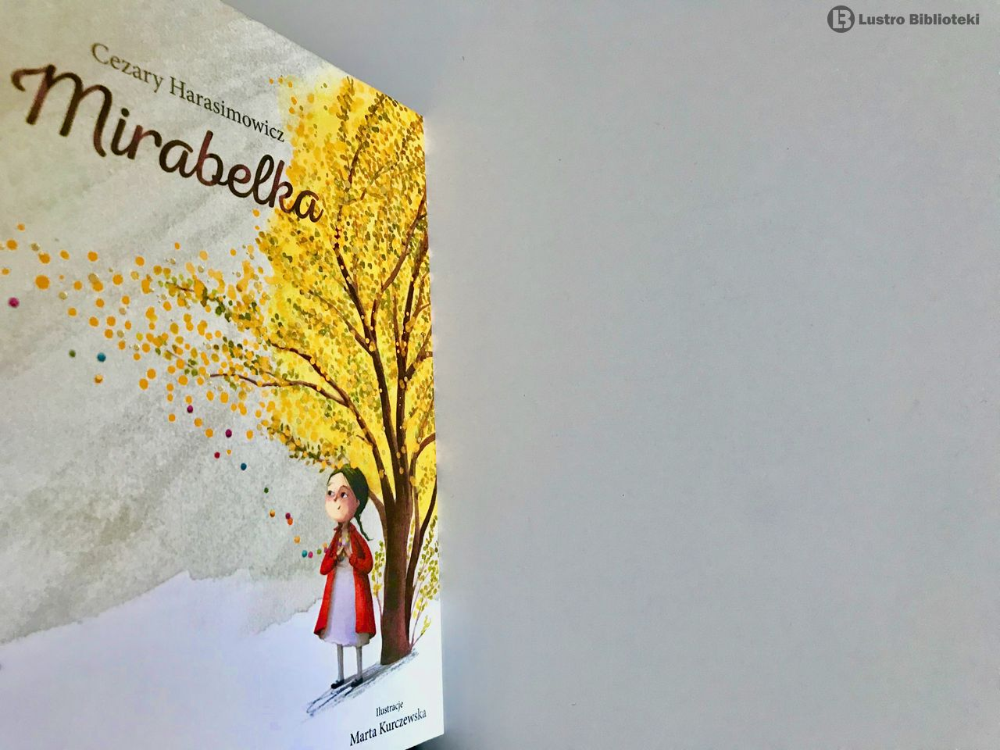 Lustro Biblioteki
Cezary Harasimowicz
Mirabelka
Ilustracje
Marta Kurczewska